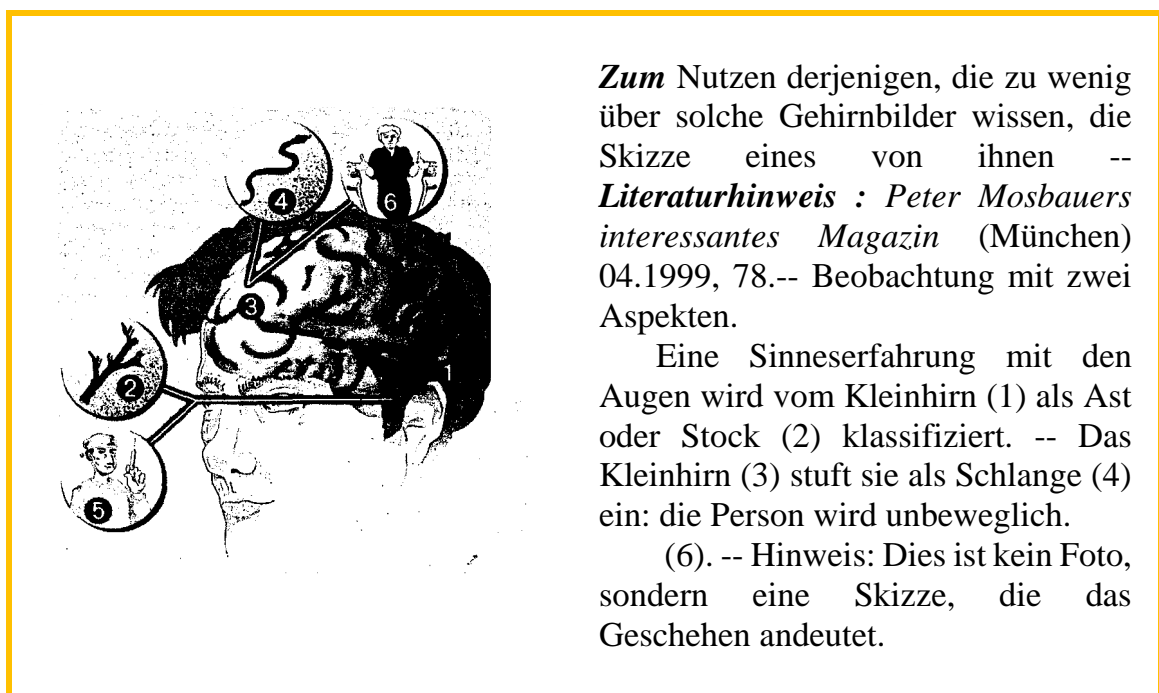 Zum Nutzen derjenigen, die zu wenig
über solche Gehirnbilder wissen, die
Skizze eines von ihnen --
Literaturhinweis : Peter Mosbauers
interessantes Magazin (München)
04.1999, 78.-- Beobachtung mit zwei
Aspekten.
Eine Sinneserfahrung mit den
Augen wird vom Kleinhirn (1) als Ast
oder Stock (2) klassifiziert. -- Das
Kleinhirn (3) stuft sie als Schlange (4)
ein: die Person wird unbeweglich.
(6). -- Hinweis: Dies ist kein Foto,
sondern eine Skizze, die das
Geschehen andeutet.
4
6
3
1
2
5